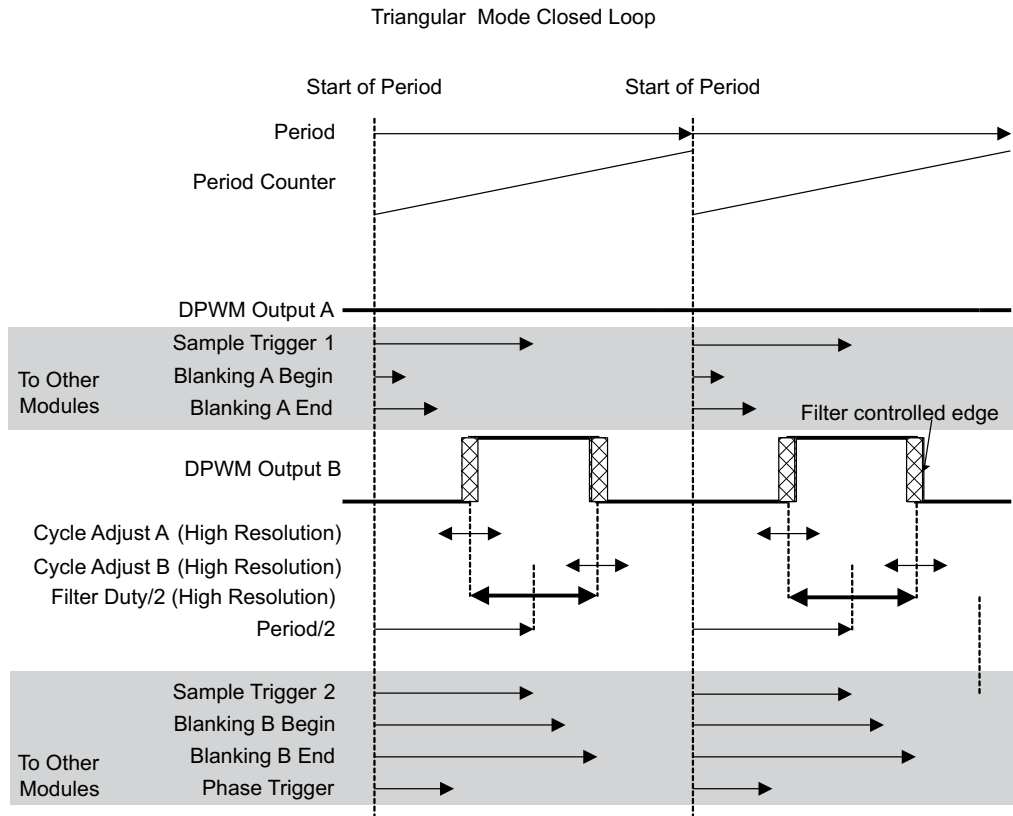 Triangular Mode Closed Loop
Start of Period
Start of Period
Period
Period Counter
DPWM Output A
Sample Trigger 1
To Other
Modules
Blanking A Begin
Blanking A End
Filter controlled edge
DPWM Output B
Cycle Adjust A (High Resolution)
Cycle Adjust B (High Resolution)
Filter Duty/2 (High Resolution)
Period/2
Sample Trigger 2
Blanking B Begin
Blanking B End
To Other
Modules
Phase Trigger